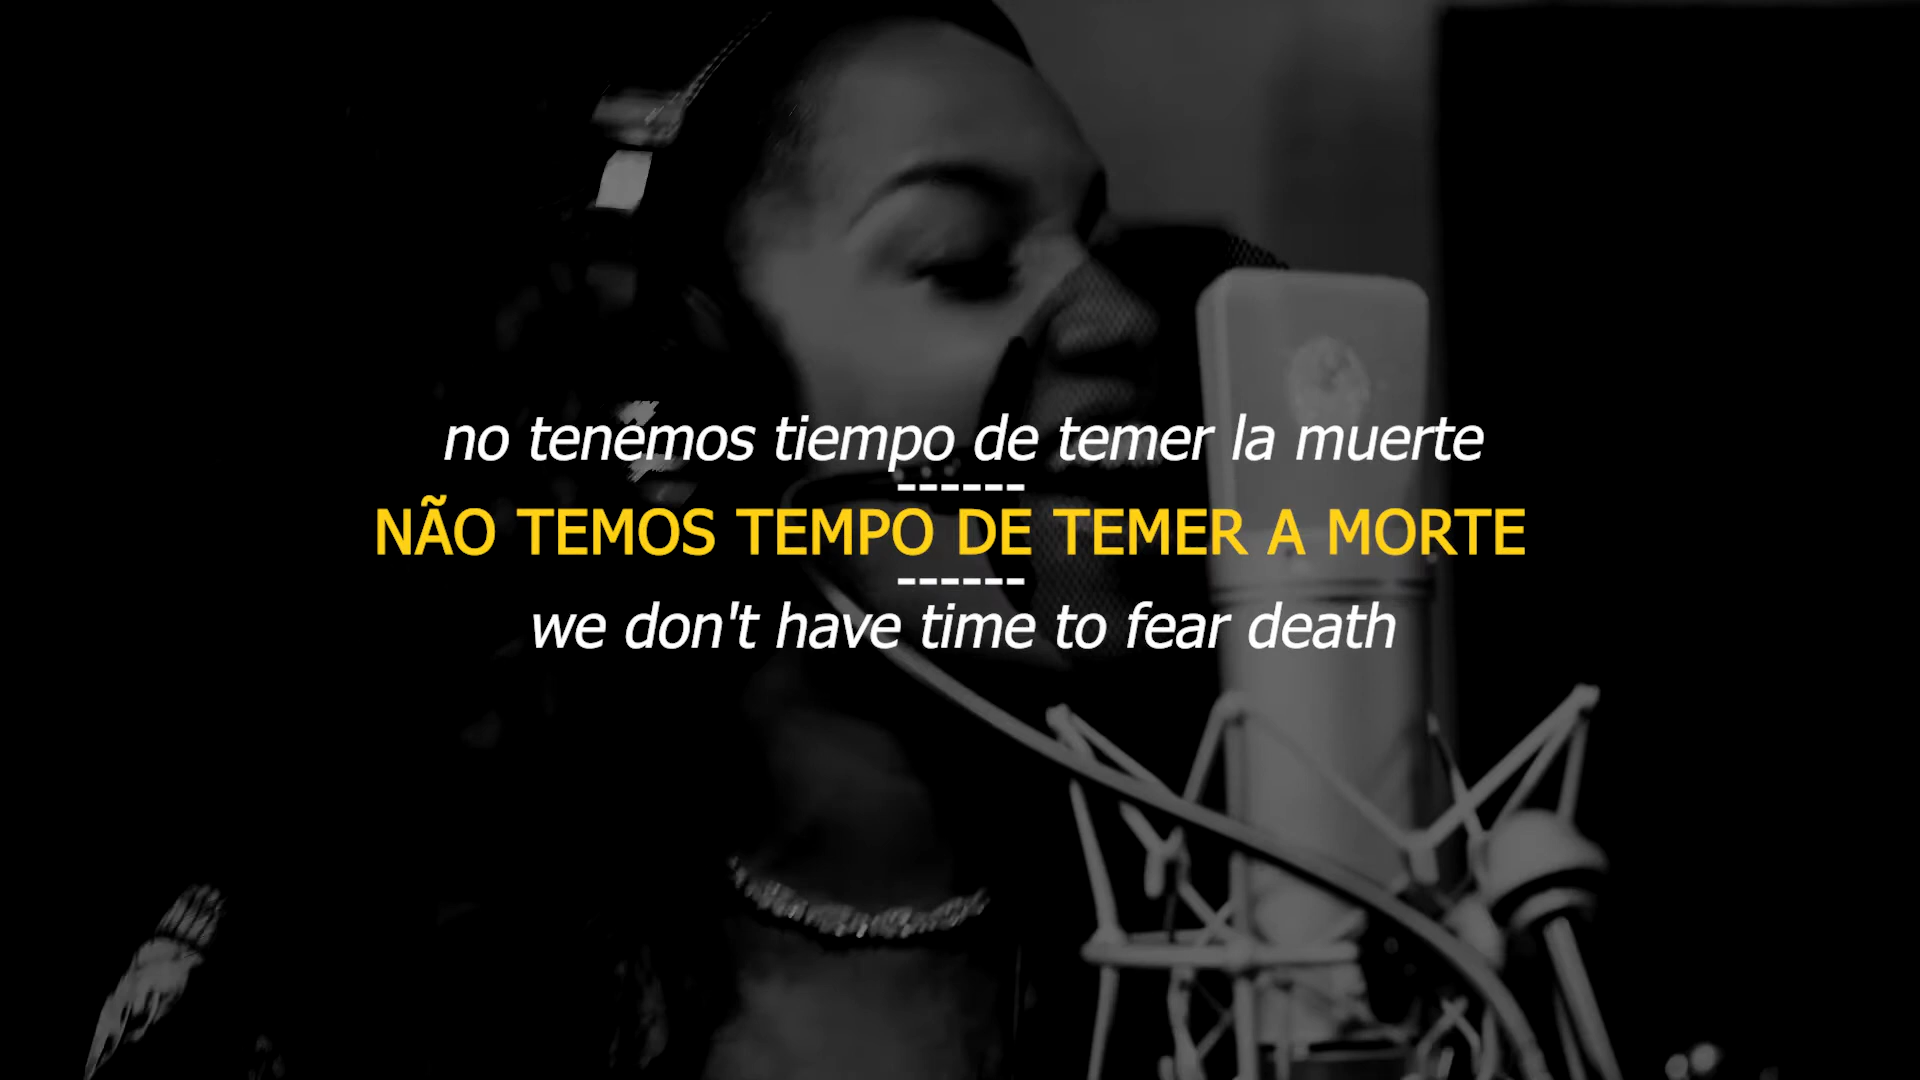 no tenemos tiempo de temer la muerte
------
NÃO TEMOS TEMPO DE TEMER A MORTE
------
we don't have time to fear death